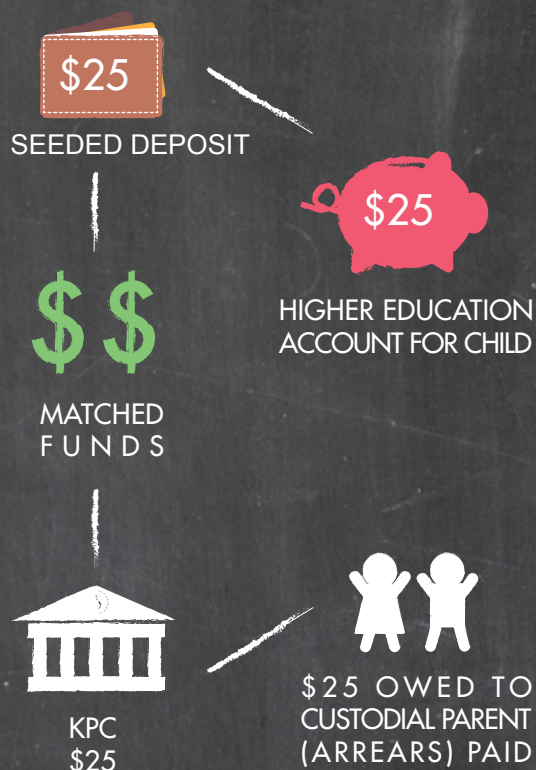 $25
SEEDED DEPOSIT
$25
HIGHER EDUCATION
ACCOUNT FOR CHILD
$ $
MATCHED
FUNDS
KPC
$25
$25 OWED TO
CUSTODIAL PARENT
(ARREARS) PAID